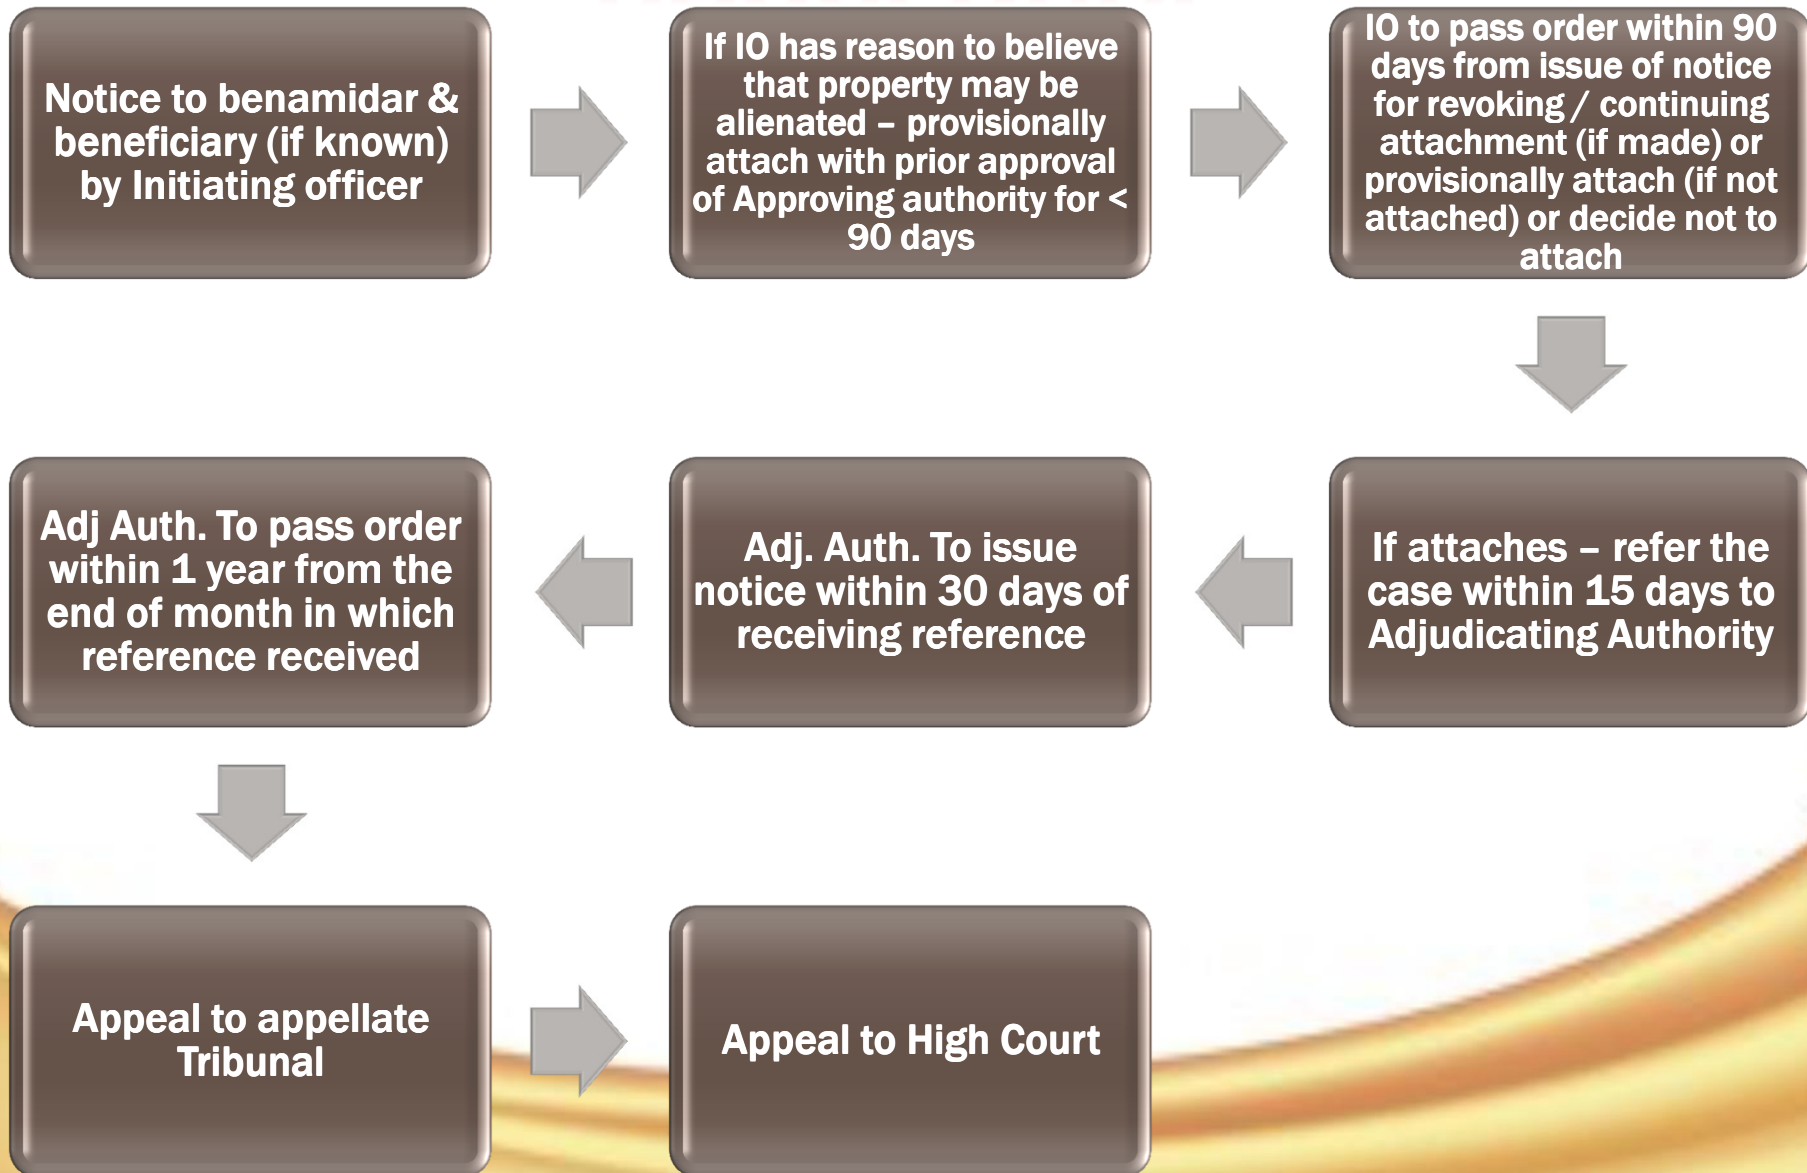 Notice to benamidar &
beneficiary (if known)
by Initiating officer
If IO has reason to believe
that property may be
alienated – provisionally
attach with prior approval
of Approving authority for <
90 days
IO to pass order within 90
days from issue of notice
for revoking / continuing
attachment (if made) or
provisionally attach (if not
attached) or decide not to
attach
If attaches – refer the
case within 15 days to
Adjudicating Authority
Adj. Auth. To issue
notice within 30 days of
receiving reference
Adj Auth. To pass order
within 1 year from the
end of month in which
reference received
Appeal to appellate
Tribunal
Appeal to High Court